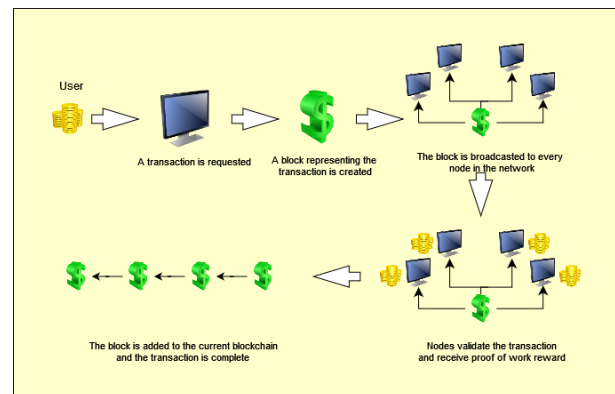 User
A transaction is requested
A block representing the
transaction is created
The block is broadcasted to every
node in the network
Nodes validate the transaction
and receive proof of work reward
The block is added to the current blockchain
and the transaction is complete